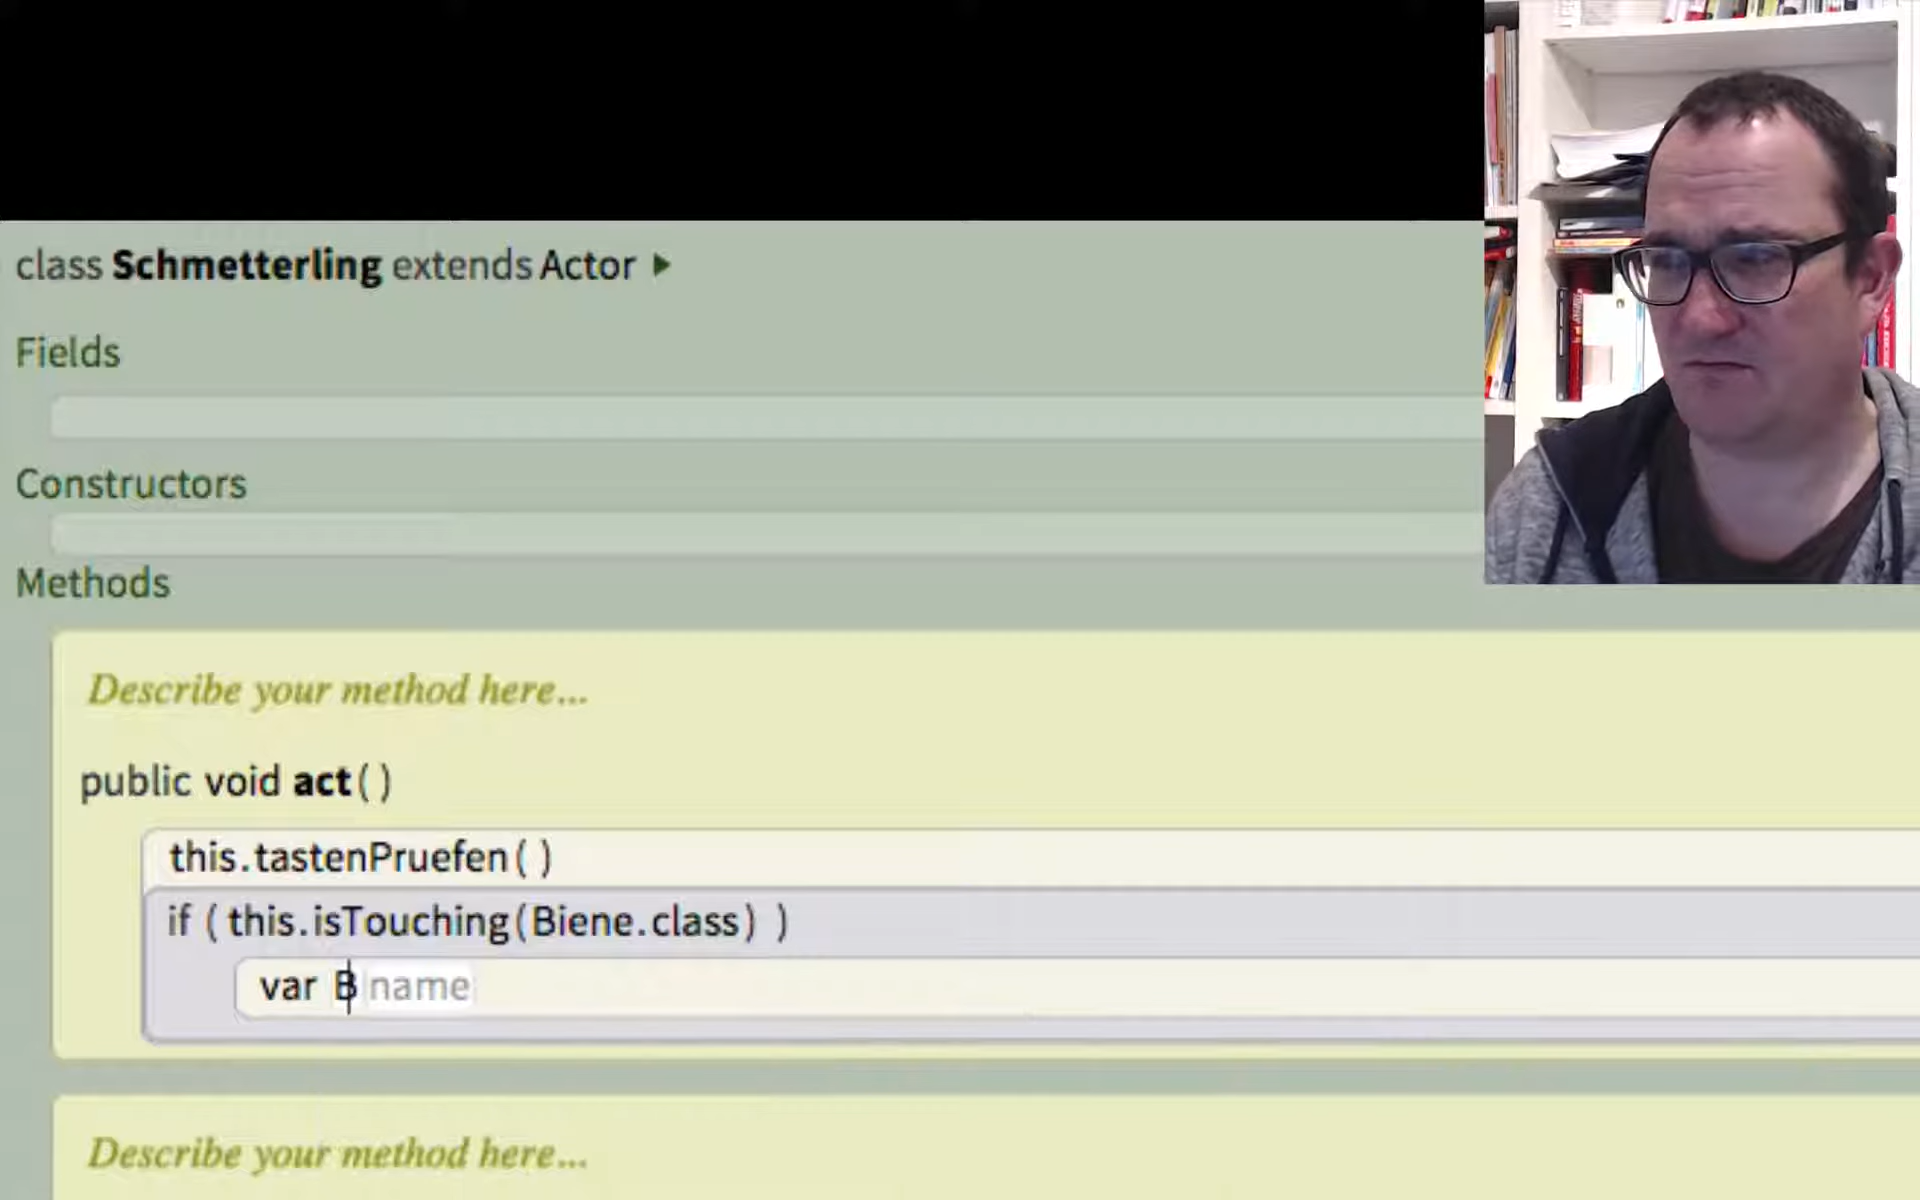 class Schmetterling extends Actor
Fields
Constructors
Methods
Describe your method here...
public void act()
this.tastenPruefen()
if ( this.isTouching(Biene.class) )
var B name
Describe your method here...